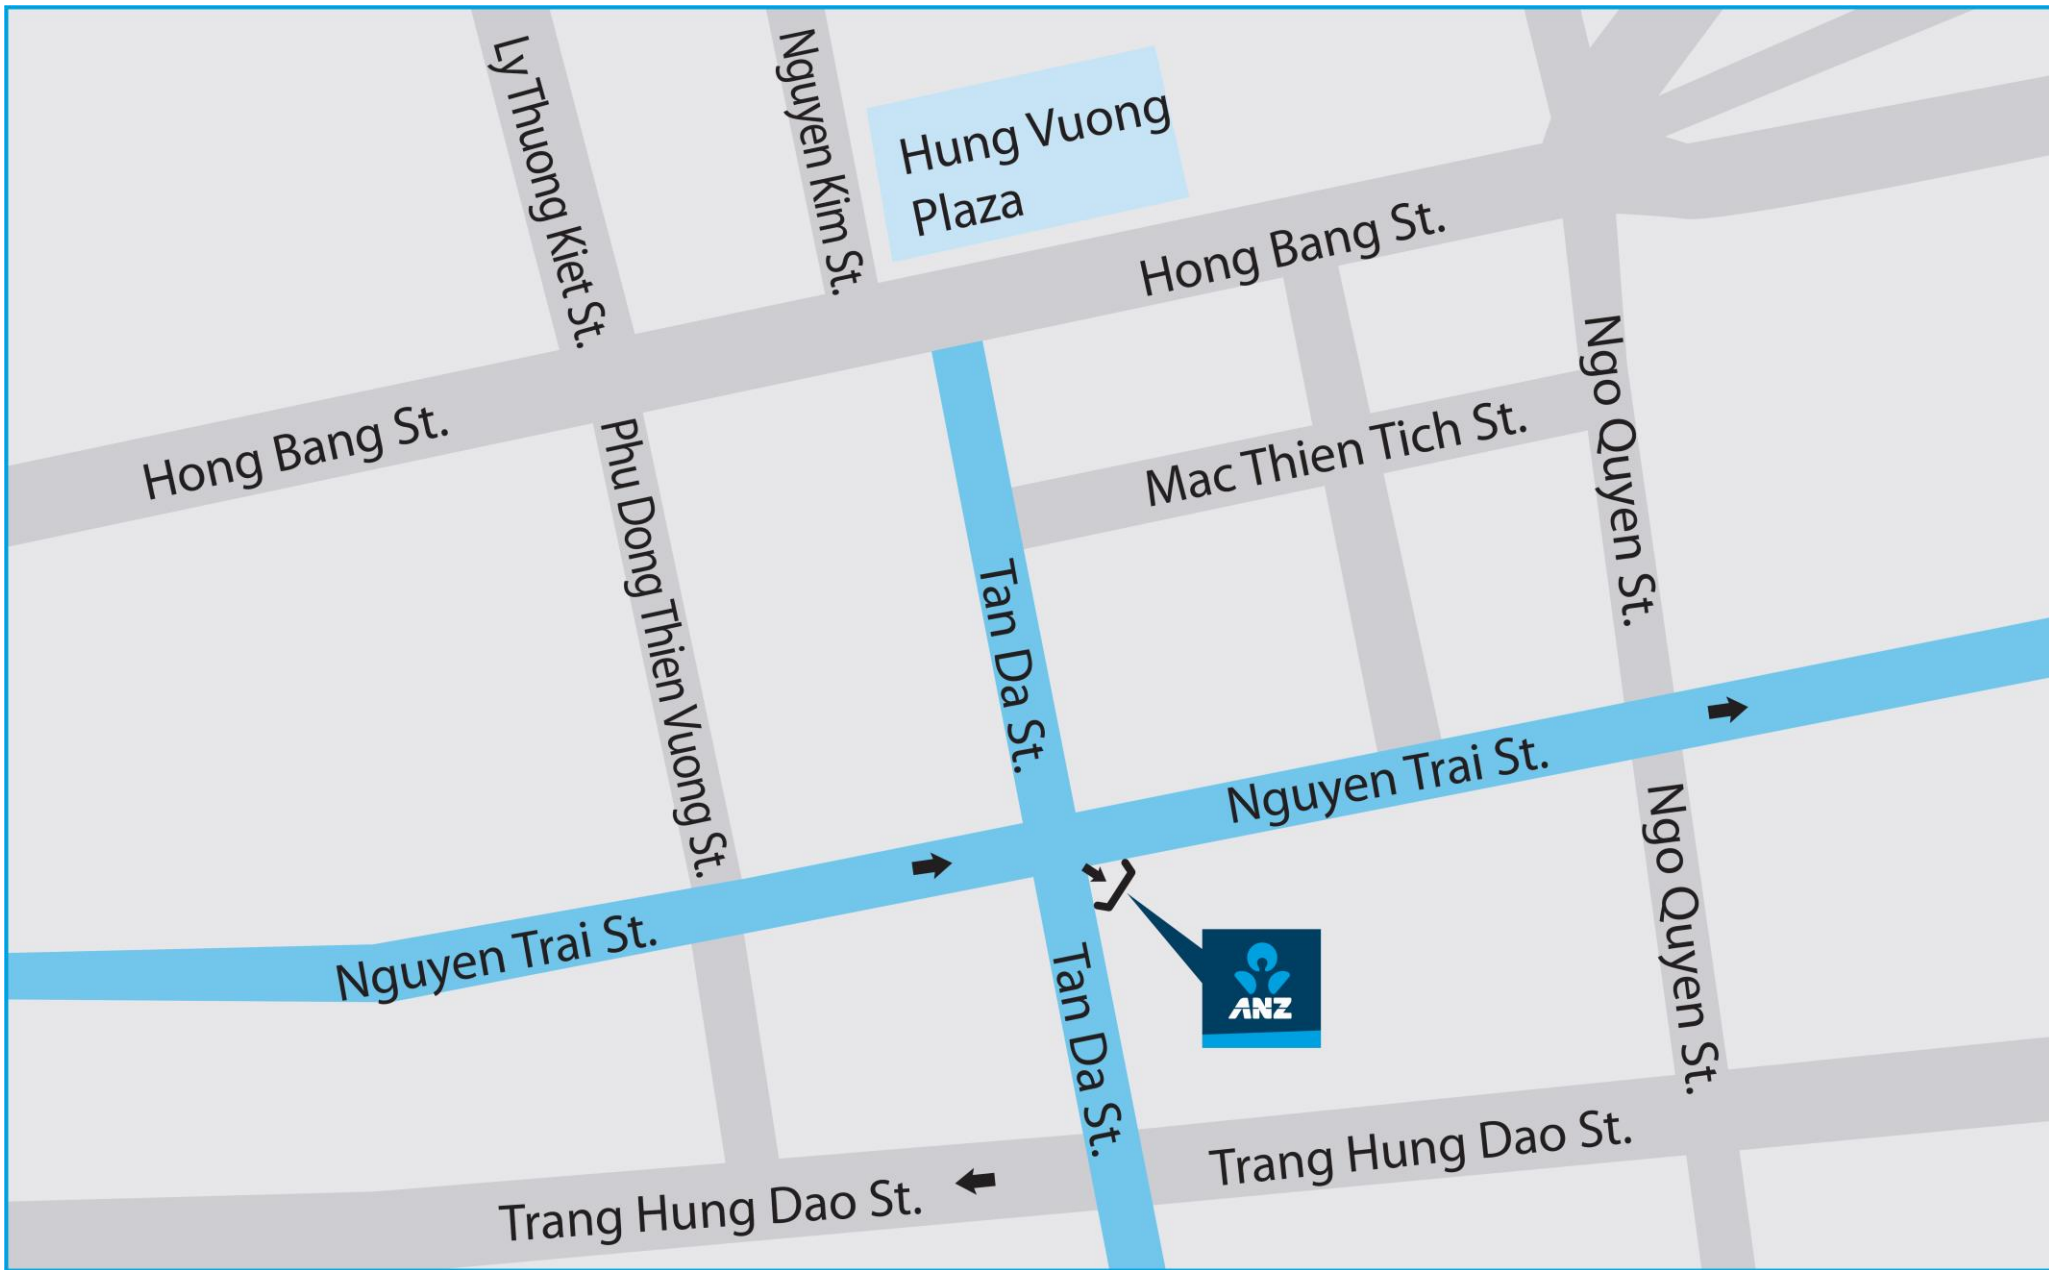 Ly Thuong Kiet St.
Nguyen Kim St.
Hung Vuong
Plaza
Hong Bang St.
Hong Bang St.
Phu Dong Thien Vuong St.
Mac Thien Tich St.
Ngo Quyen St.
Tan Da St.
Nguyen Trai St.
Nguyen Trai St.
Ngo Quyen St.
Tan Da St.
ANZ
Trang Hung Dao St.
Trang Hung Dao St.